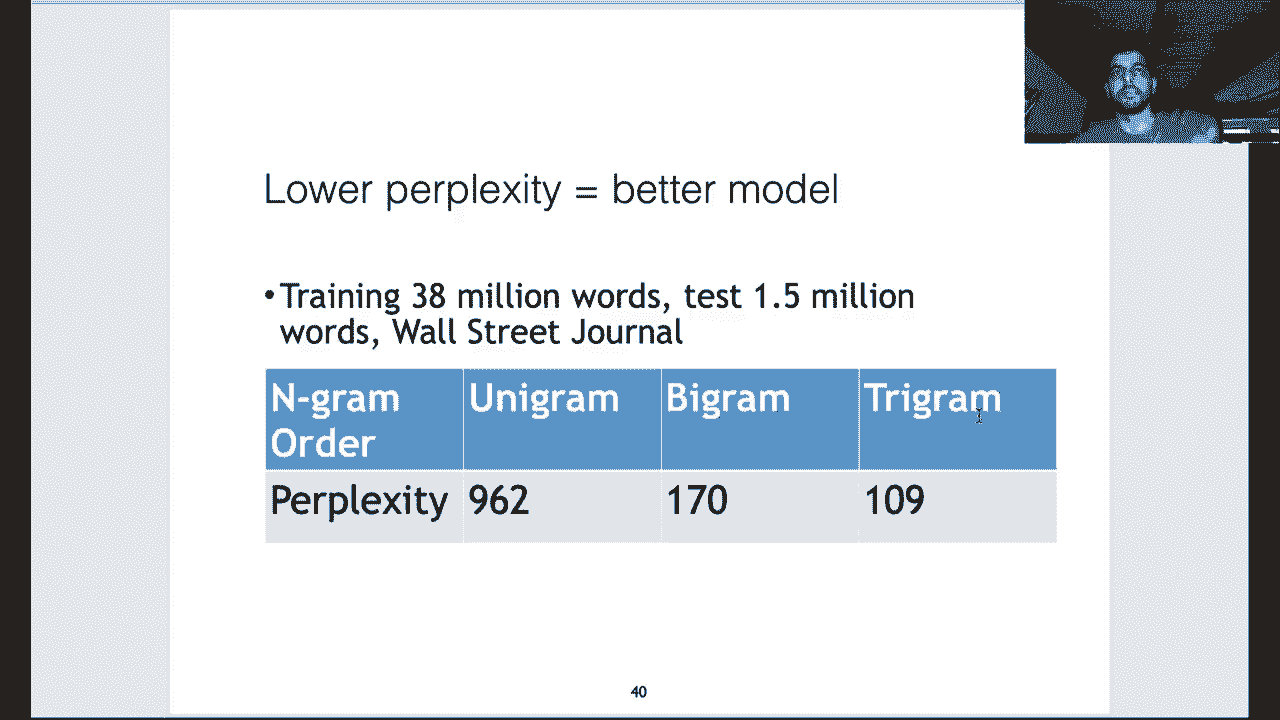 Lower perplexity = better model
•Training 38 million words, test 1.5 million
words, Wall Street Journal
N-gram Order Unigram Bigram Trigram
Perplexity 962 170 109
40